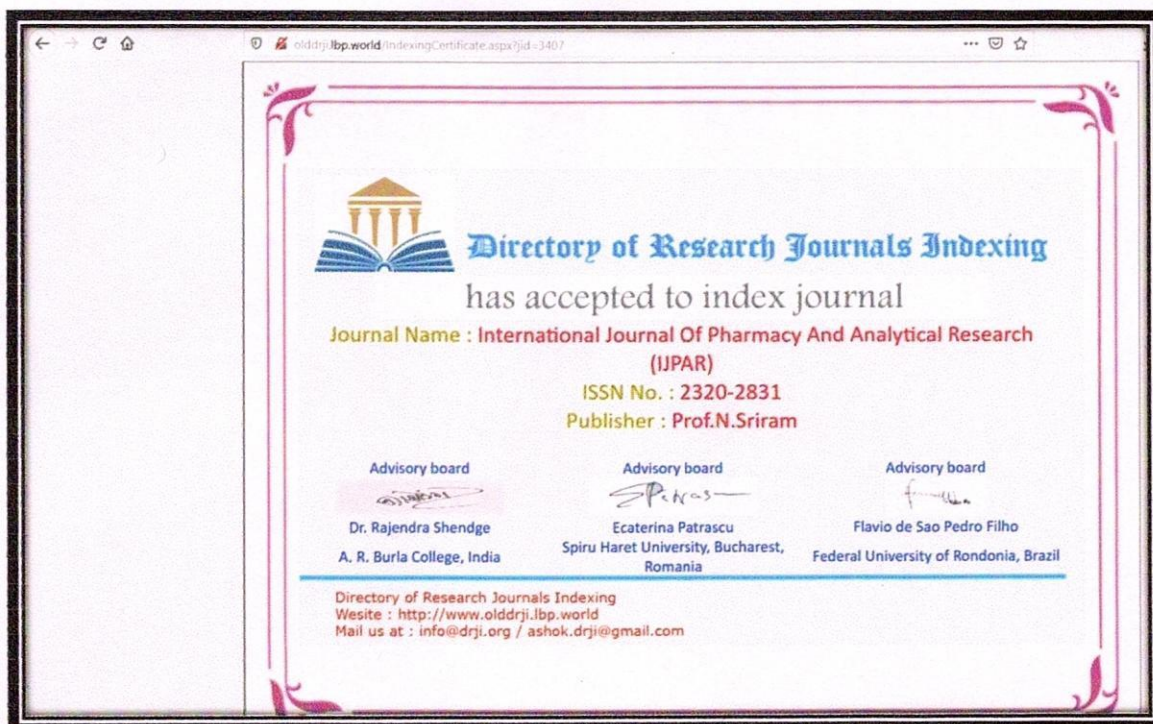 olddrji.lbp.world/IndexingCertificate.aspx?jid=3407
Directory of Research Journals Indexing
has accepted to index journal
Journal Name : International Journal Of Pharmacy And Analytical Research
(IJPAR)
ISSN No. : 2320-2831
Publisher : Prof.N.Sriram
Advisory board Advisory board Advisory board
Dr. Rajendra Shendge Ecaterina Patrascu Flavio de Sao Pedro Filho
A. R. Burla College, India Spiru Haret University, Bucharest, Federal University of Rondonia, Brazil
Romania
Directory of Research Journals Indexing
Wesite : http://www.olddrji.lbp.world
Mail us at : info@drji.org / ashok.drji@gmail.com